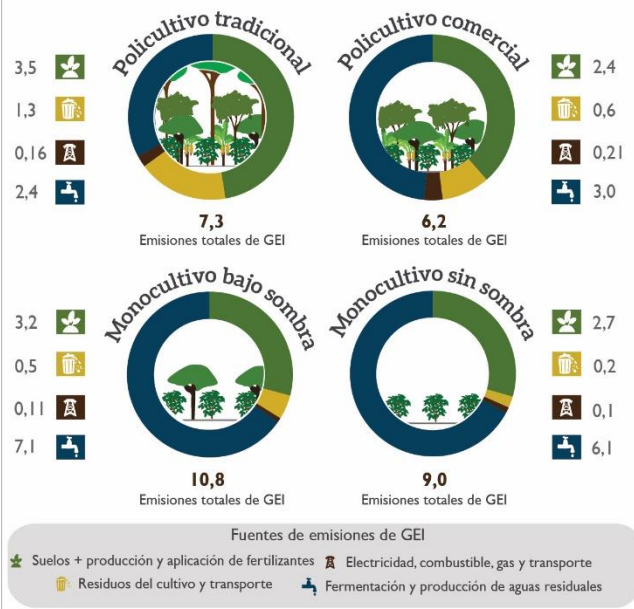 Policultivo tradicional
3,5
1,3
0,16
2,4
7,3
Emisiones totales de GEI
Policultivo comercial
2,4
0,6
0,21
3,0
6,2
Emisiones totales de GEI
Monocultivo bajo sombra
3,2
0,5
0,11
7,1
10,8
Emisiones totales de GEI
Monocultivo sin sombra
2,7
0,2
0,1
6,1
9,0
Emisiones totales de GEI
Fuentes de emisiones de GEI
Suelos + producción y aplicación de fertilizantes
Electricidad, combustible, gas y transporte
Residuos del cultivo y transporte
Fermentación y producción de aguas residuales